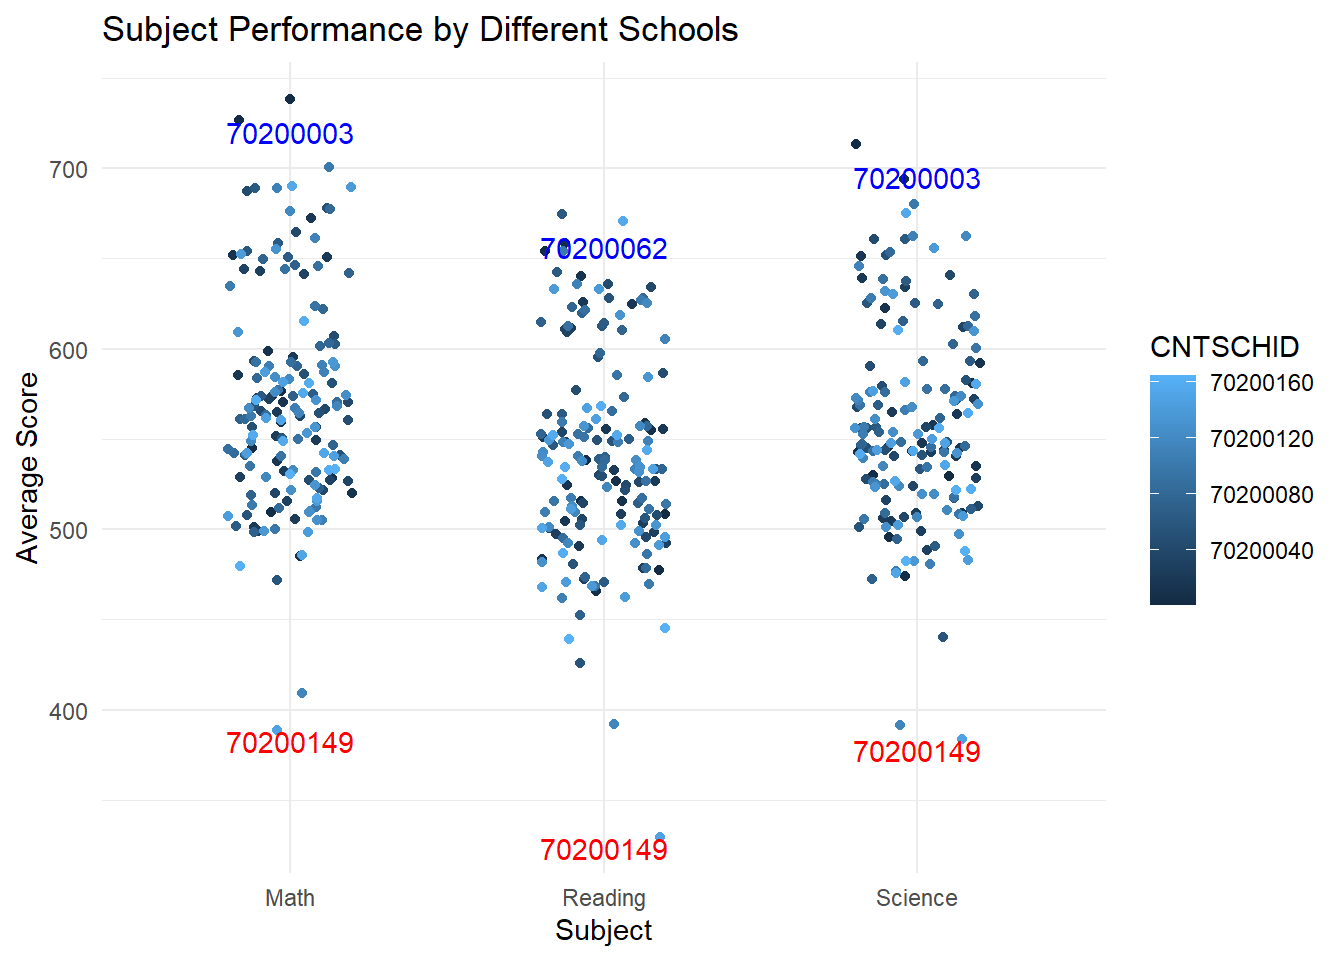 Subject Performance by Different Schools
Average Score
700
600
500
400
70200003
70200149
70200062
70200149
70200003
70200149
Math
Reading
Science
Subject
CNTSCHID
70200160
70200120
70200080
70200040